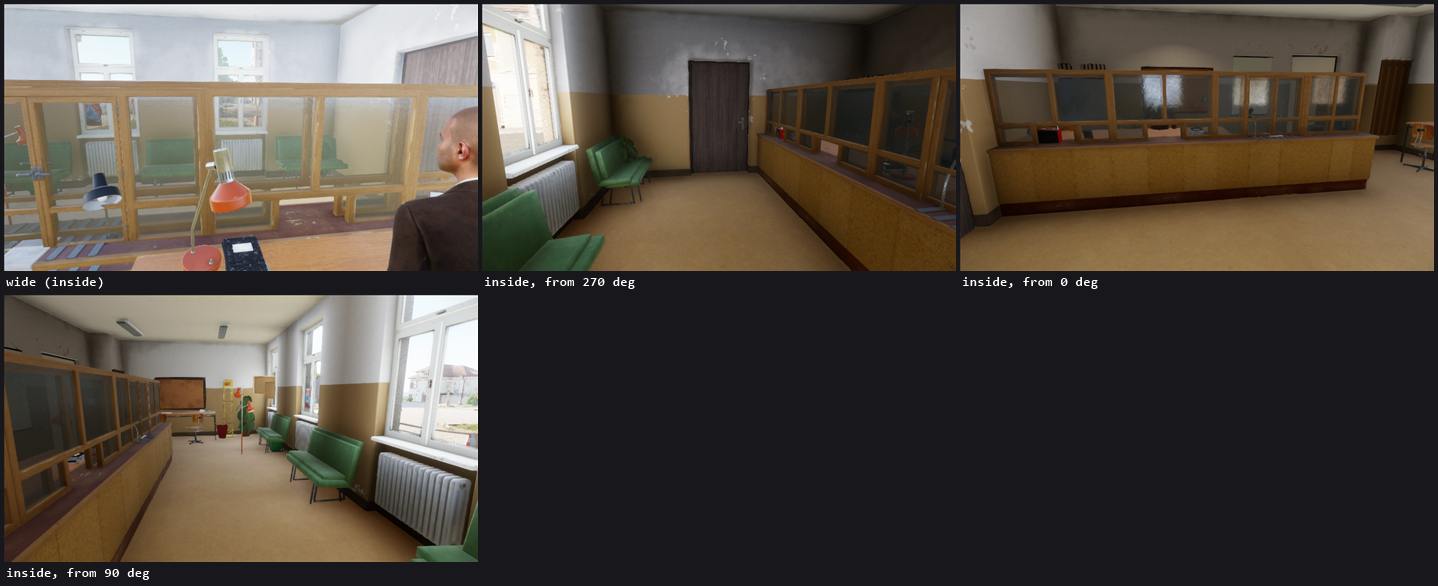 wide (inside)
inside, from 270 deg
inside, from 0 deg
inside, from 90 deg